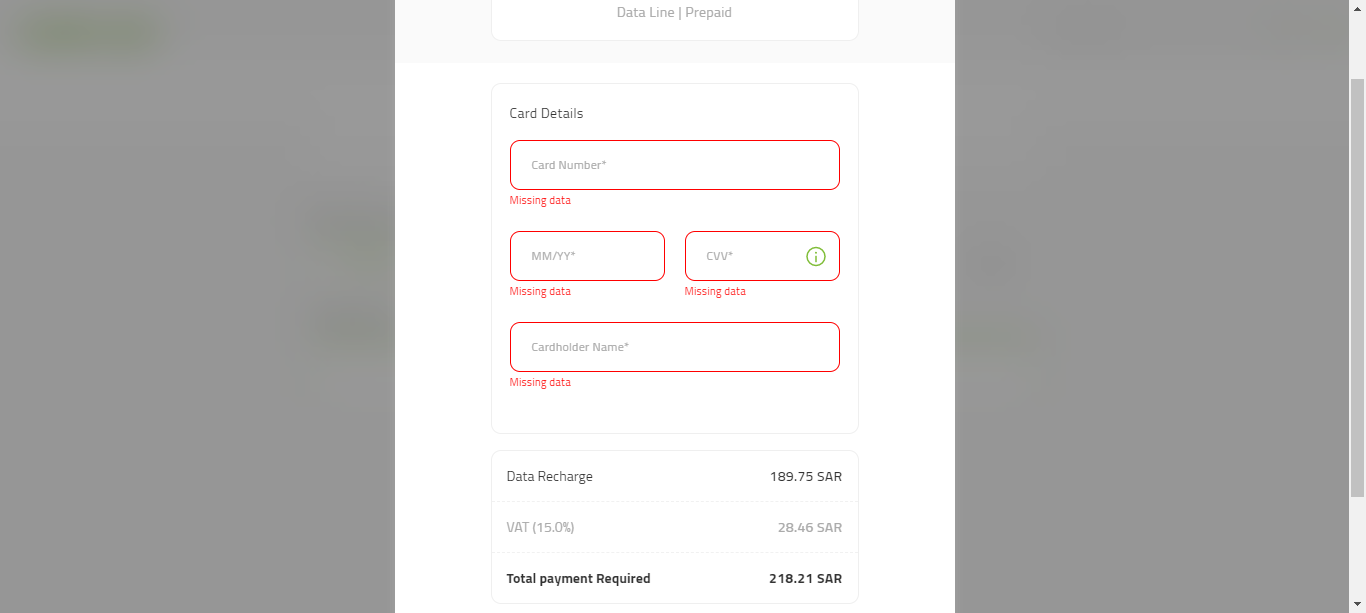 Data Line | Prepaid
Card Details
Card Number*
Missing data
MM/YY* CVV*
Missing data Missing data
Cardholder Name*
Missing data
Data Recharge 189.75 SAR
VAT (15.0%) 28.46 SAR
Total payment Required 218.21 SAR